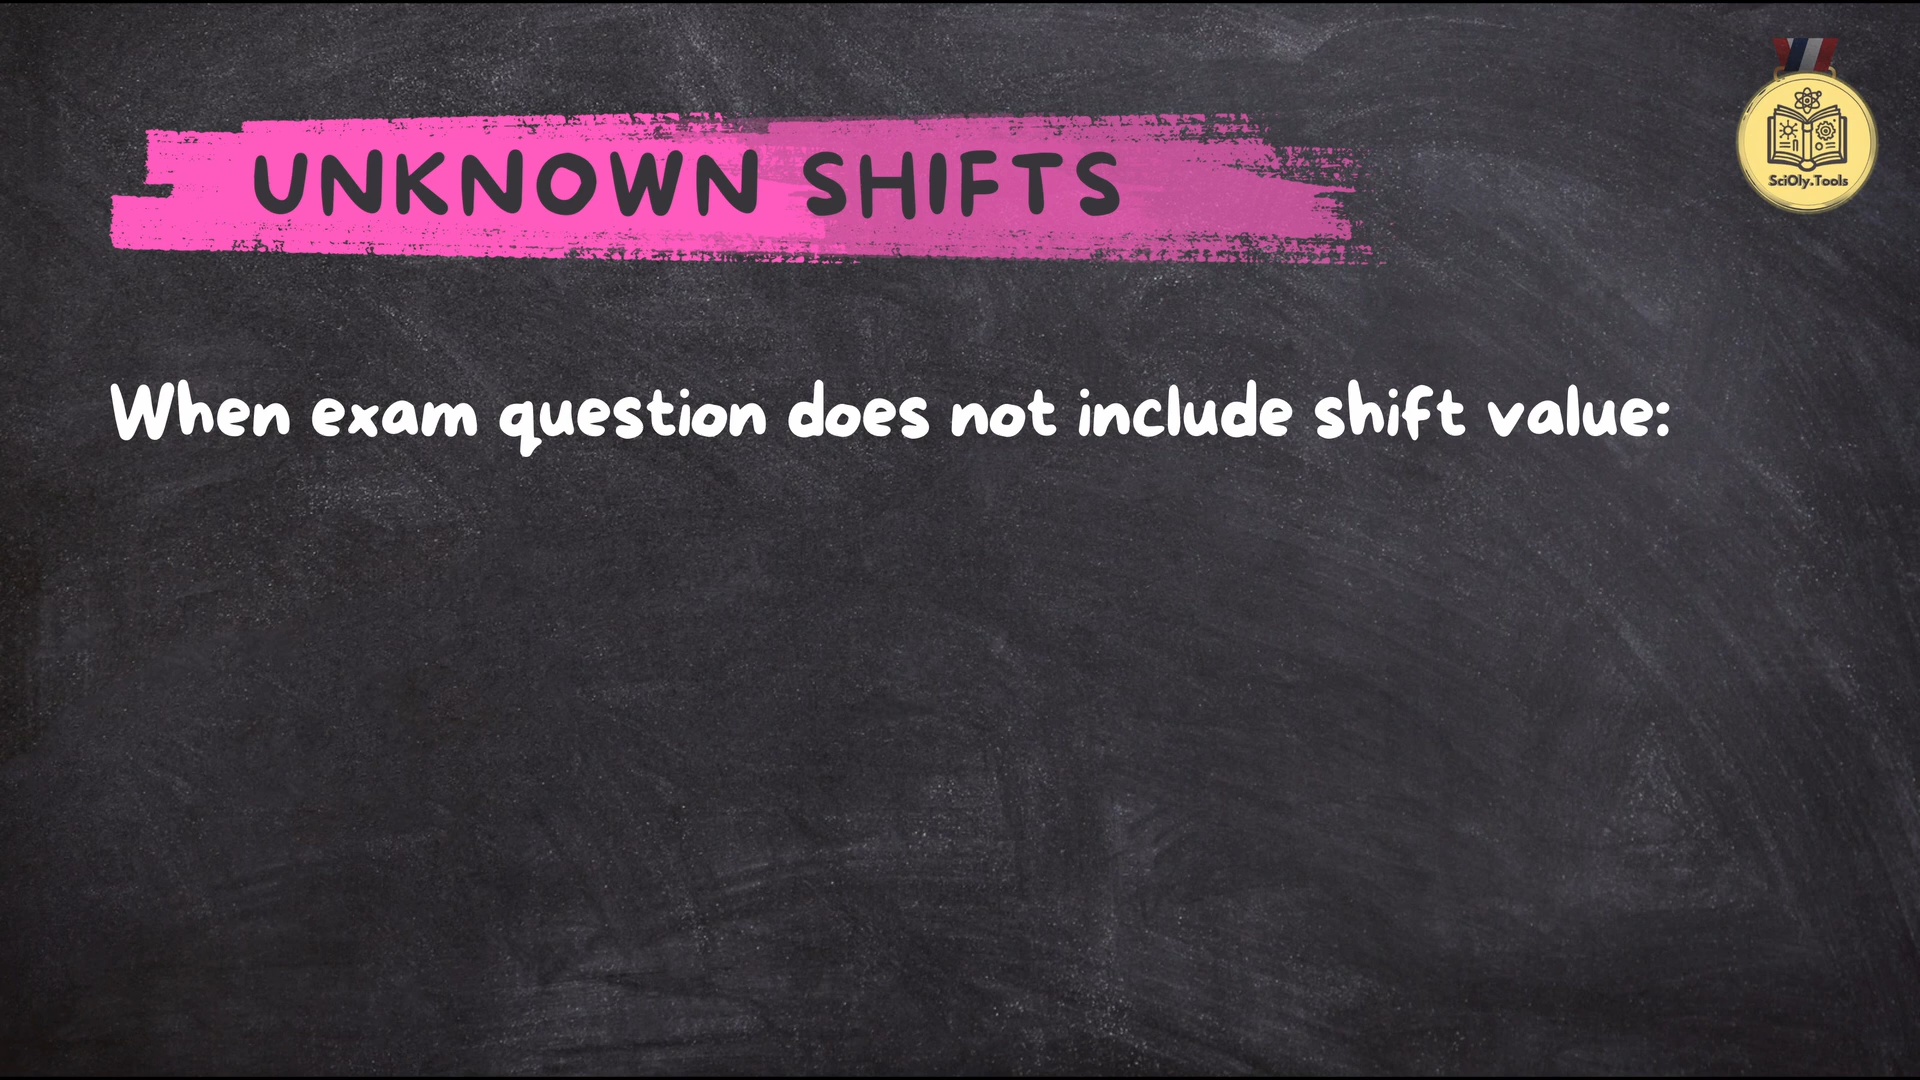 UNKNOWN SHIFTS
SciOly.Tools
When exam question does not include shift value: